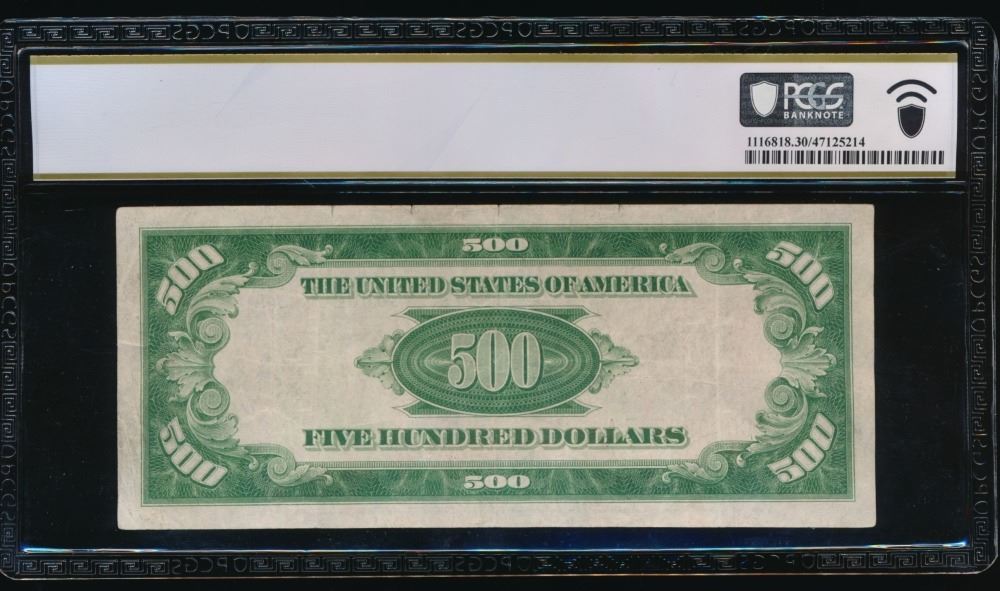 PCGS
BANKNOTE
1116818.30/47125214
500
500 500
THE UNITED STATES OF AMERICA
500
FIVE HUNDRED DOLLARS
500 500
500